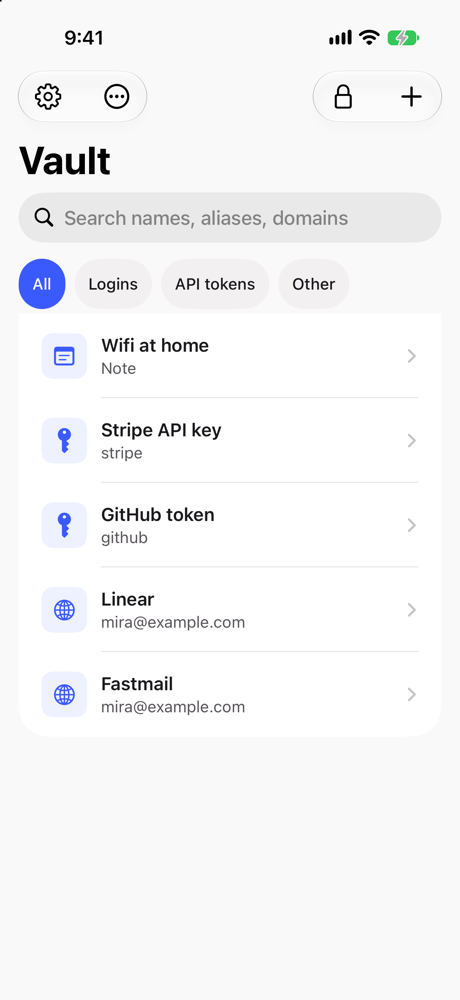 9:41
Vault
Search names, aliases, domains
All
Logins
API tokens
Other
Wifi at home
Note
Stripe API key
stripe
GitHub token
github
Linear
mira@example.com
Fastmail
mira@example.com